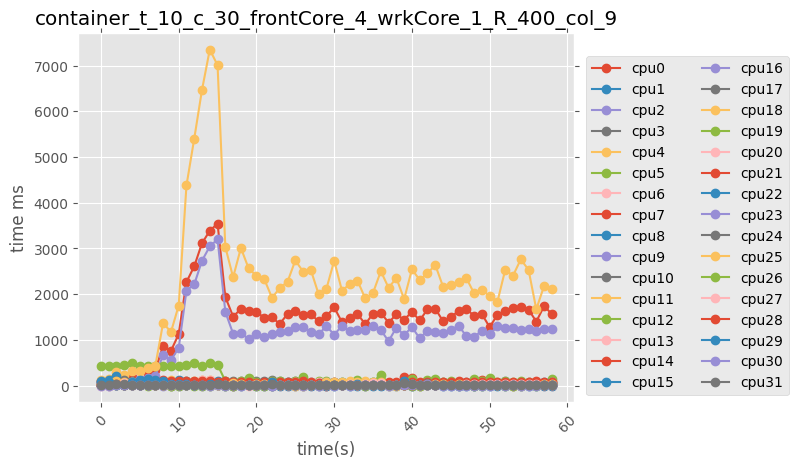 container_t_10_c_30_frontCore_4_wrkCore_1_R_400_col_9
7000
6000
5000
4000
3000
2000
1000
0
time ms
0
10
20
30
40
50
60
time(s)
cpu0
cpu1
cpu2
cpu3
cpu4
cpu5
cpu6
cpu7
cpu8
cpu9
cpu10
cpu11
cpu12
cpu13
cpu14
cpu15
cpu16
cpu17
cpu18
cpu19
cpu20
cpu21
cpu22
cpu23
cpu24
cpu25
cpu26
cpu27
cpu28
cpu29
cpu30
cpu31